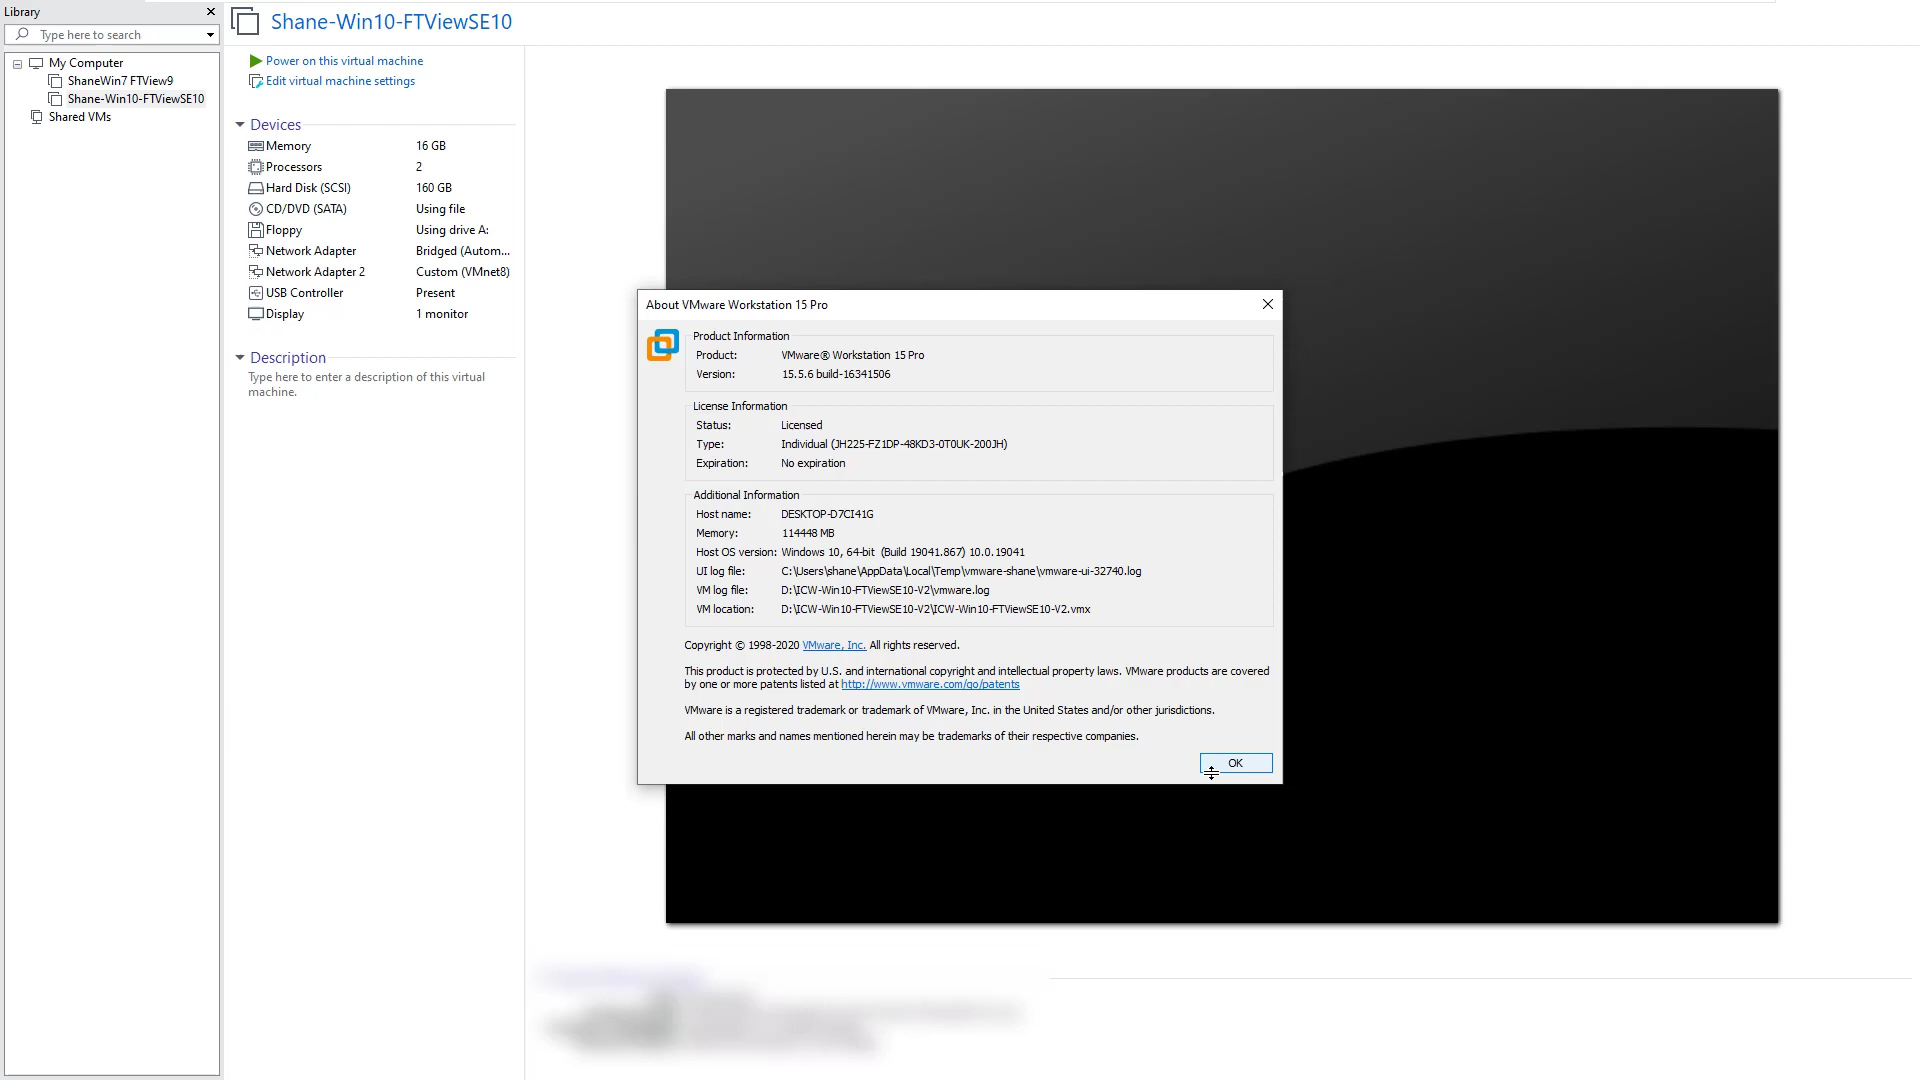 Library
Type here to search
My Computer
ShaneWin7 FTView9
Shane-Win10-FTViewSE10
Shared VMs
Shane-Win10-FTViewSE10
Power on this virtual machine
Edit virtual machine settings
Devices
Memory 16 GB
Processors 2
Hard Disk (SCSI) 160 GB
CD/DVD (SATA) Using file
Floppy Using drive A:
Network Adapter Bridged (Autom...
Network Adapter 2 Custom (VMnet8)
USB Controller Present
Display 1 monitor
Description
Type here to enter a description of this virtual
machine.
About VMware Workstation 15 Pro
Product Information
Product: VMware® Workstation 15 Pro
Version: 15.5.6 build-16341506
License Information
Status: Licensed
Type: Individual (JH225-FZ1DP-48KD3-0T0UK-200JH)
Expiration: No expiration
Additional Information
Host name: DESKTOP-D7CI41G
Memory: 114448 MB
Host OS version: Windows 10, 64-bit (Build 19041.867) 10.0.19041
UI log file: C:\Users\shane\AppData\Local\Temp\vmware-shane\vmware-ui-32740.log
VM log file: D:\ICW-Win10-FTViewSE10-V2\vmware.log
VM location: D:\ICW-Win10-FTViewSE10-V2\ICW-Win10-FTViewSE10-V2.vmx
Copyright © 1998-2020 VMware, Inc. All rights reserved.
This product is protected by U.S. and international copyright and intellectual property laws. VMware products are covered
by one or more patents listed at http://www.vmware.com/go/patents
VMware is a registered trademark or trademark of VMware, Inc. in the United States and/or other jurisdictions.
All other marks and names mentioned herein may be trademarks of their respective companies.
OK